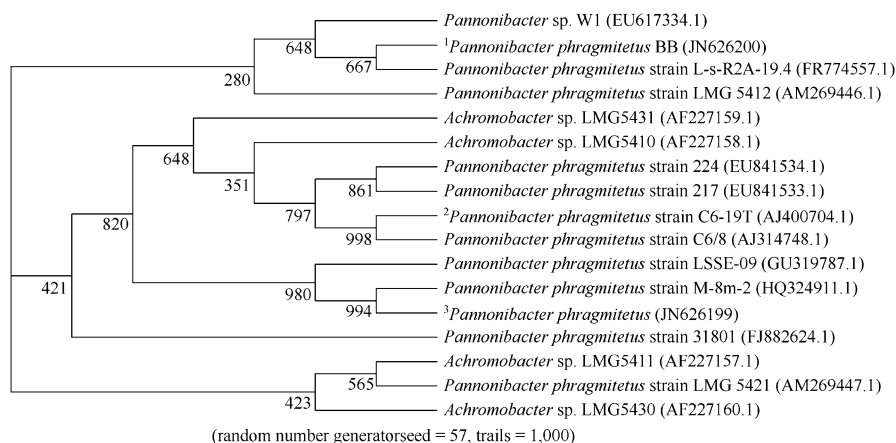 Pannonibacter sp. W1 (EU617334.1)
648
¹Pannonibacter phragmitetus BB (JN626200)
667
Pannonibacter phragmitetus strain L-s-R2A-19.4 (FR774557.1)
280
Pannonibacter phragmitetus strain LMG 5412 (AM269446.1)
Achromobacter sp. LMG5431 (AF227159.1)
648
Achromobacter sp. LMG5410 (AF227158.1)
351
Pannonibacter phragmitetus strain 224 (EU841534.1)
861
Pannonibacter phragmitetus strain 217 (EU841533.1)
797
820
²Pannonibacter phragmitetus strain C6-19T (AJ400704.1)
998
Pannonibacter phragmitetus strain C6/8 (AJ314748.1)
Pannonibacter phragmitetus strain LSSE-09 (GU319787.1)
421
980
Pannonibacter phragmitetus strain M-8m-2 (HQ324911.1)
994
³Pannonibacter phragmitetus (JN626199)
Pannonibacter phragmitetus strain 31801 (FJ882624.1)
Achromobacter sp. LMG5411 (AF227157.1)
565
Pannonibacter phragmitetus strain LMG 5421 (AM269447.1)
423
Achromobacter sp. LMG5430 (AF227160.1)
(random number generatorseed = 57, trails = 1,000)